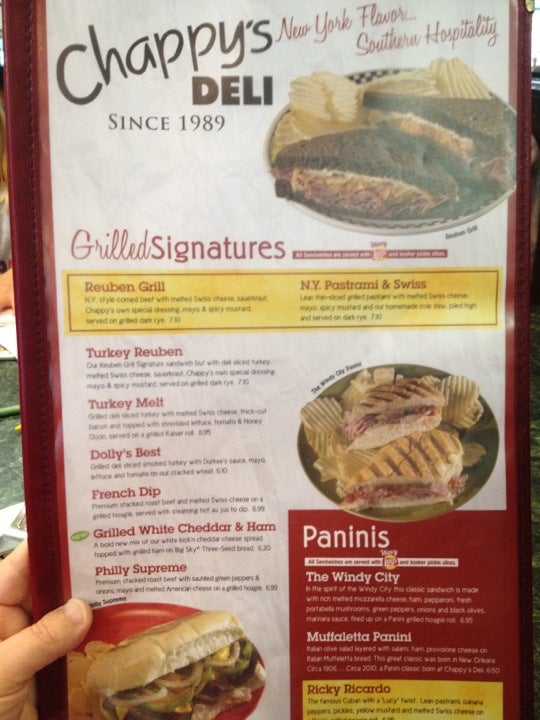 Chappy's
DELI
SINCE 1989
New York Flavor...
Southern Hospitality
Reuben Grill
Grilled Signatures
All Sandwiches are served with Wavy and kosher pickle slices.
Reuben Grill
N.Y. style corned beef with melted Swiss cheese, sauerkraut,
Chappy's own special dressing, mayo & spicy mustard,
served on grilled dark rye. 7.10
N.Y. Pastrami & Swiss
Lean thin-sliced grilled pastrami with melted Swiss cheese
mayo, spicy mustard and our homemade cole slaw, piled high
and served on dark rye. 7.30
Turkey Reuben
Our Reuben Grill Signature sandwich but with deli sliced turkey,
melted Swiss cheese, sauerkraut, Chappy's own special dressing
mayo & spicy mustard, served on grilled dark rye. 7.10
Turkey Melt
Grilled deli sliced turkey with melted Swiss cheese, thick-cut
bacon and topped with shredded lettuce, tomato & Honey
Dijon, served on a grilled Kaiser roll. 6.95
Dolly's Best
Grilled deli sliced smoked turkey with Durkee's sauce, mayo,
lettuce and tomato on our cracked wheat. 6.10
French Dip
Premium stacked roast beef and melted Swiss cheese on a
grilled hoagie, served with steaming hot au jus to dip. 6.99
Grilled White Cheddar & Ham
A bold new mix of our white kickn cheddar cheese spread
topped with grilled ham on Big Sky® Three-Seed bread. 6.20
Philly Supreme
Premium stacked roast beef with sautéed green peppers &
onions, mayo and melted American cheese on a grilled hoagie. 6.99
Philly Supreme
The Windy City Panini
Paninis
All Sandwiches are served with Wavy and kosher pickle slices.
The Windy City
In the spirit of the Windy City this classic sandwich is made
with rich melted mozzarella cheese, ham, pepperoni, fresh
portabella mushrooms, green peppers, onions and black olives,
marinara sauce, fired up on a Panini grilled hoagie roll. 6.95
Muffaletta Panini
Italian olive salad layered with salami, ham, provolone cheese on
Italian Muffeletta bread. This great classic was born in New Orleans
Circa 1906.....Circa 2010, a Panini classic born at Chappy's Deli. 6.50
Ricky Ricardo
The famous Cuban with a "Lucy" twist. Lean pastrami, banana
peppers, pickles, yellow mustard and melted Swiss cheese on